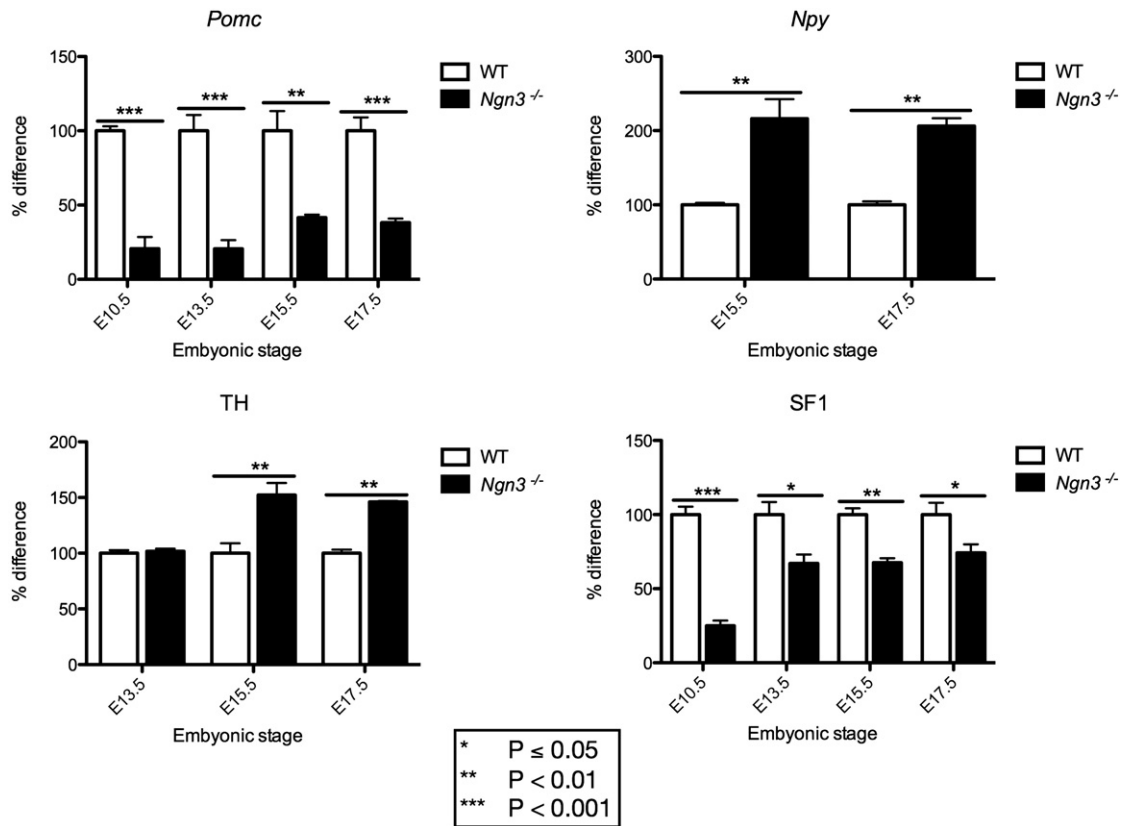 Pomc
150
100
50
0
% difference
*** *** ** ***
E10.5 E13.5 E15.5 E17.5
Embyonic stage
WT
Ngn3 -/-
Npy
300
200
100
0
% difference
** **
E15.5 E17.5
Embyonic stage
WT
Ngn3 -/-
TH
200
150
100
50
0
% difference
** **
E13.5 E15.5 E17.5
Embyonic stage
WT
Ngn3 -/-
SF1
150
100
50
0
% difference
*** * ** *
E10.5 E13.5 E15.5 E17.5
Embyonic stage
WT
Ngn3 -/-
* P ≤ 0.05
** P < 0.01
*** P < 0.001